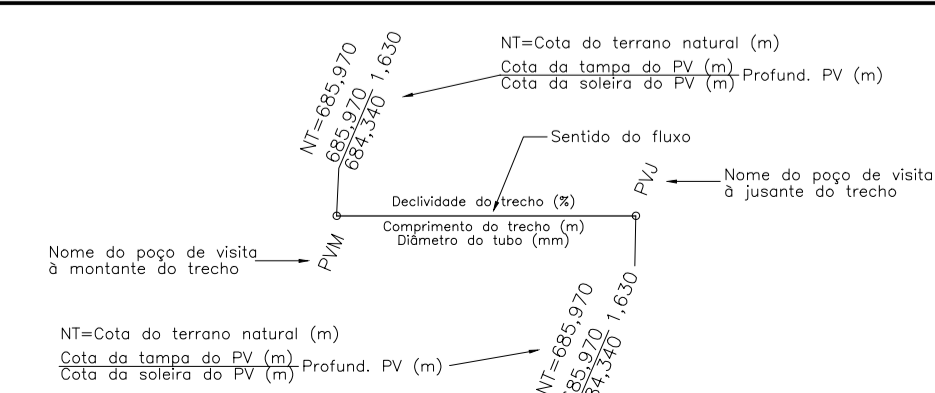 NT=Cota do terrano natural (m)
Cota da tampa do PV (m)
Cota da soleira do PV (m)
Profund. PV (m)
NT=685,970
685,970
684,340
1,630
Sentido do fluxo
PVJ
Nome do poço de visita
à jusante do trecho
Declividade do trecho (%)
Comprimento do trecho (m)
Diâmetro do tubo (mm)
PVM
Nome do poço de visita
à montante do trecho
NT=Cota do terrano natural (m)
Cota da tampa do PV (m)
Cota da soleira do PV (m)
Profund. PV (m)
NT=685,970
685,970
684,340
1,630